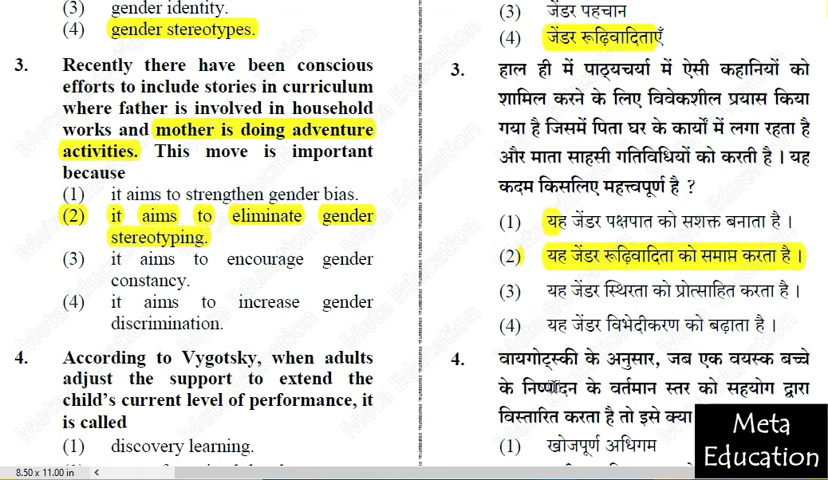 (3) gender identity.
(4) gender stereotypes.
3. Recently there have been conscious
efforts to include stories in curriculum
where father is involved in household
works and mother is doing adventure
activities. This move is important
because
(1) it aims to strengthen gender bias.
(2) it aims to eliminate gender
stereotyping.
(3) it aims to encourage gender
constancy.
(4) it aims to increase gender
discrimination.
4. According to Vygotsky, when adults
adjust the support to extend the
child's current level of performance, it
is called
(1) discovery learning.
(3) जेंडर पहचान
(4) जेंडर रूढ़िवादिताएँ
3. हाल ही में पाठ्यचर्या में ऐसी कहानियों को
शामिल करने के लिए विवेकशील प्रयास किया
गया है जिसमें पिता घर के कार्यों में लगा रहता है
और माता साहसी गतिविधियों को करती है । यह
कदम किसलिए महत्त्वपूर्ण है ?
(1) यह जेंडर पक्षपात को सशक्त बनाता है ।
(2) यह जेंडर रूढ़िवादिता को समाप्त करता है ।
(3) यह जेंडर स्थिरता को प्रोत्साहित करता है ।
(4) यह जेंडर विभेदीकरण को बढ़ाता है ।
4. वायगोट्स्की के अनुसार, जब एक वयस्क बच्चे
के निष्पादन के वर्तमान स्तर को सहयोग द्वारा
विस्तारित करता है तो इसे क्या
(1) खोजपूर्ण अधिगम
Meta
Education
8.50 x 11.00 in